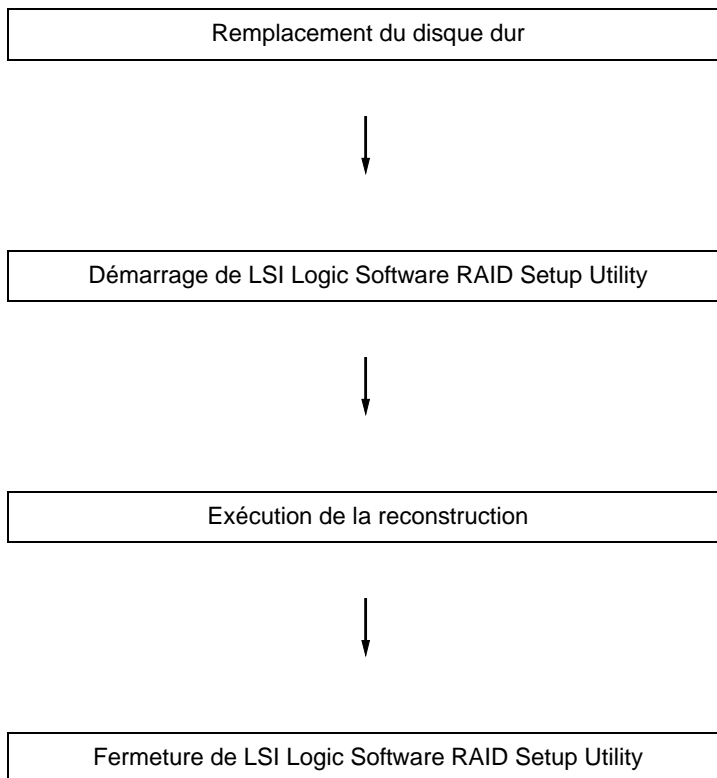 Remplacement du disque dur
Démarrage de LSI Logic Software RAID Setup Utility
Exécution de la reconstruction
Fermeture de LSI Logic Software RAID Setup Utility